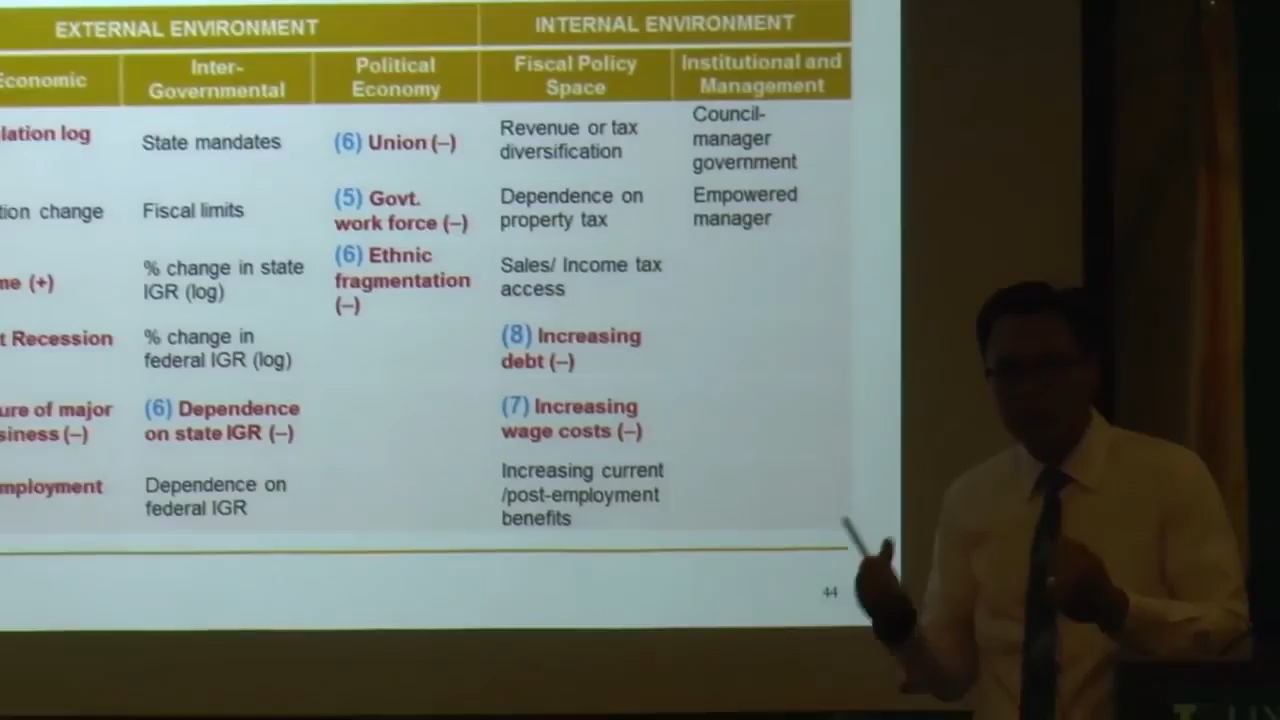 EXTERNAL ENVIRONMENT
INTERNAL ENVIRONMENT
Economic
Inter-
Governmental
Political
Economy
Fiscal Policy
Space
Institutional and
Management
lation log
State mandates
(6) Union (–)
Revenue or tax
diversification
Council-
manager
government
tion change
Fiscal limits
(5) Govt.
work force (–)
Dependence on
property tax
Empowered
manager
me (+)
% change in state
IGR (log)
(6) Ethnic
fragmentation
(–)
Sales/ Income tax
access
t Recession
% change in
federal IGR (log)
(8) Increasing
debt (–)
ure of major
siness (–)
(6) Dependence
on state IGR (–)
(7) Increasing
wage costs (–)
mployment
Dependence on
federal IGR
Increasing current
/post-employment
benefits
44